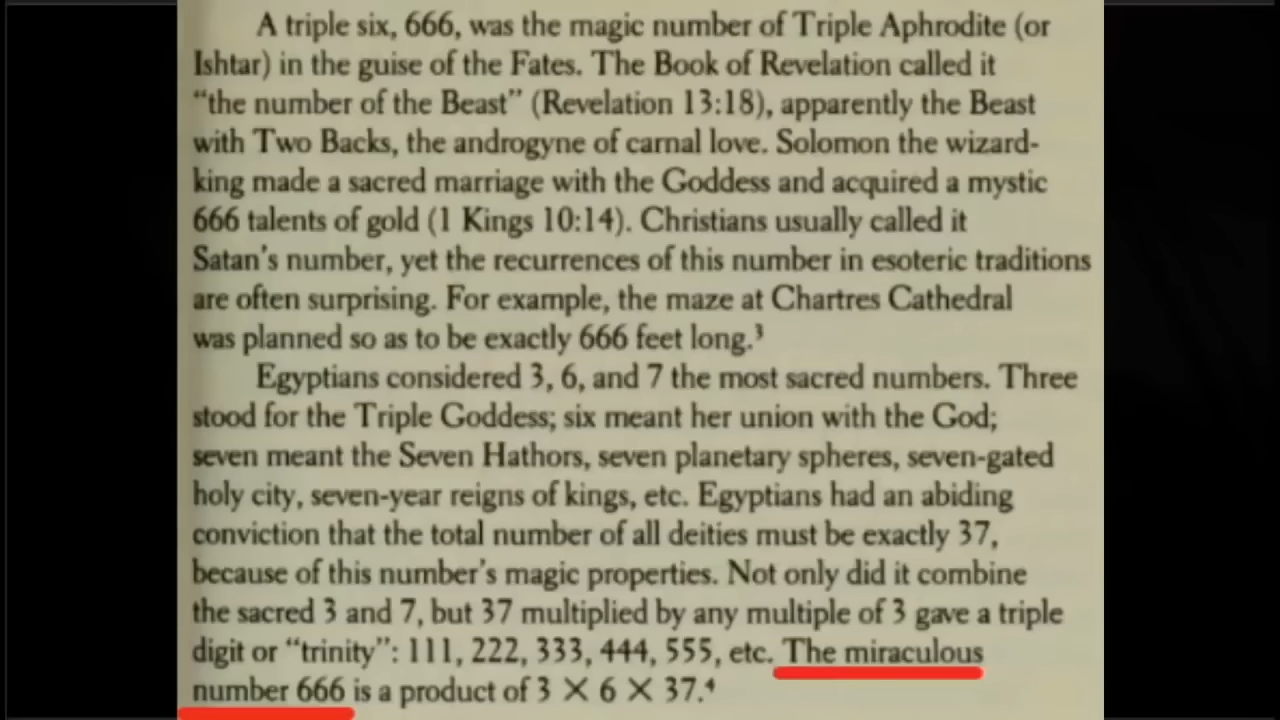 A triple six, 666, was the magic number of Triple Aphrodite (or
Ishtar) in the guise of the Fates. The Book of Revelation called it
“the number of the Beast” (Revelation 13:18), apparently the Beast
with Two Backs, the androgyne of carnal love. Solomon the wizard-
king made a sacred marriage with the Goddess and acquired a mystic
666 talents of gold (1 Kings 10:14). Christians usually called it
Satan’s number, yet the recurrences of this number in esoteric traditions
are often surprising. For example, the maze at Chartres Cathedral
was planned so as to be exactly 666 feet long.³
Egyptians considered 3, 6, and 7 the most sacred numbers. Three
stood for the Triple Goddess; six meant her union with the God;
seven meant the Seven Hathors, seven planetary spheres, seven-gated
holy city, seven-year reigns of kings, etc. Egyptians had an abiding
conviction that the total number of all deities must be exactly 37,
because of this number’s magic properties. Not only did it combine
the sacred 3 and 7, but 37 multiplied by any multiple of 3 gave a triple
digit or “trinity”: 111, 222, 333, 444, 555, etc. The miraculous
number 666 is a product of 3 X 6 X 37.⁴